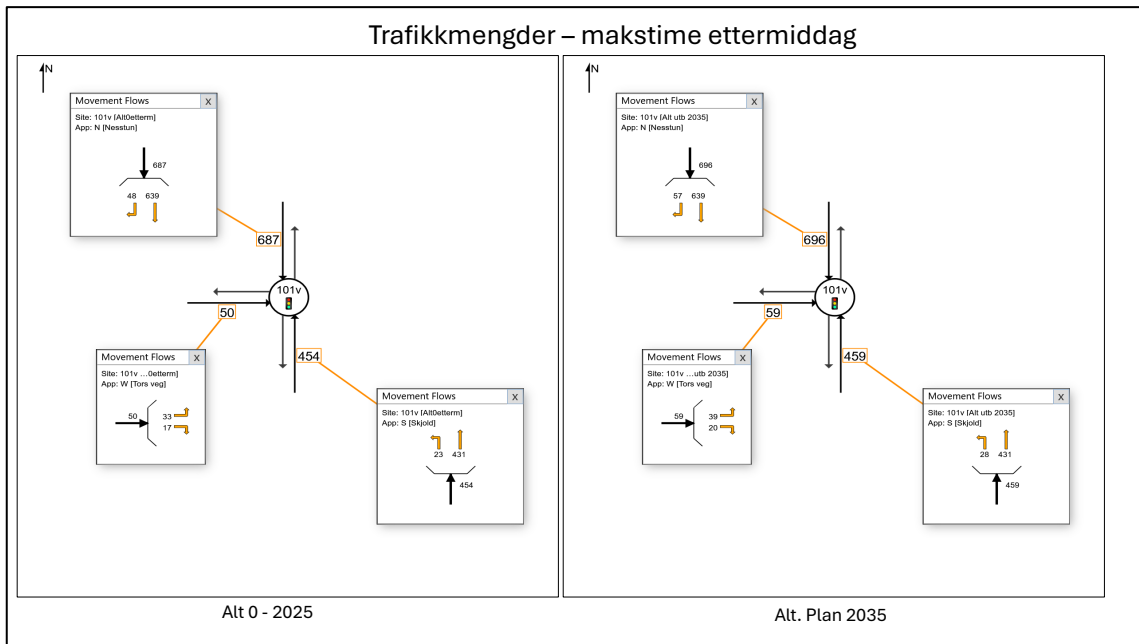 Trafikkmengder – makstime ettermiddag
N
Movement Flows X
Site: 101v [Alt0etterm]
App: N [Nesstun]
687
48 639
687
101v
50
454
Movement Flows X
Site: 101v ...0etterm]
App: W [Tors veg]
50
33
17
Movement Flows X
Site: 101v [Alt0etterm]
App: S [Skjold]
23 431
454
Alt 0 - 2025
N
Movement Flows X
Site: 101v [Alt utb 2035]
App: N [Nesstun]
696
57 639
696
101v
59
459
Movement Flows X
Site: 101v ...utb 2035]
App: W [Tors veg]
59
39
20
Movement Flows X
Site: 101v [Alt utb 2035]
App: S [Skjold]
28 431
459
Alt. Plan 2035